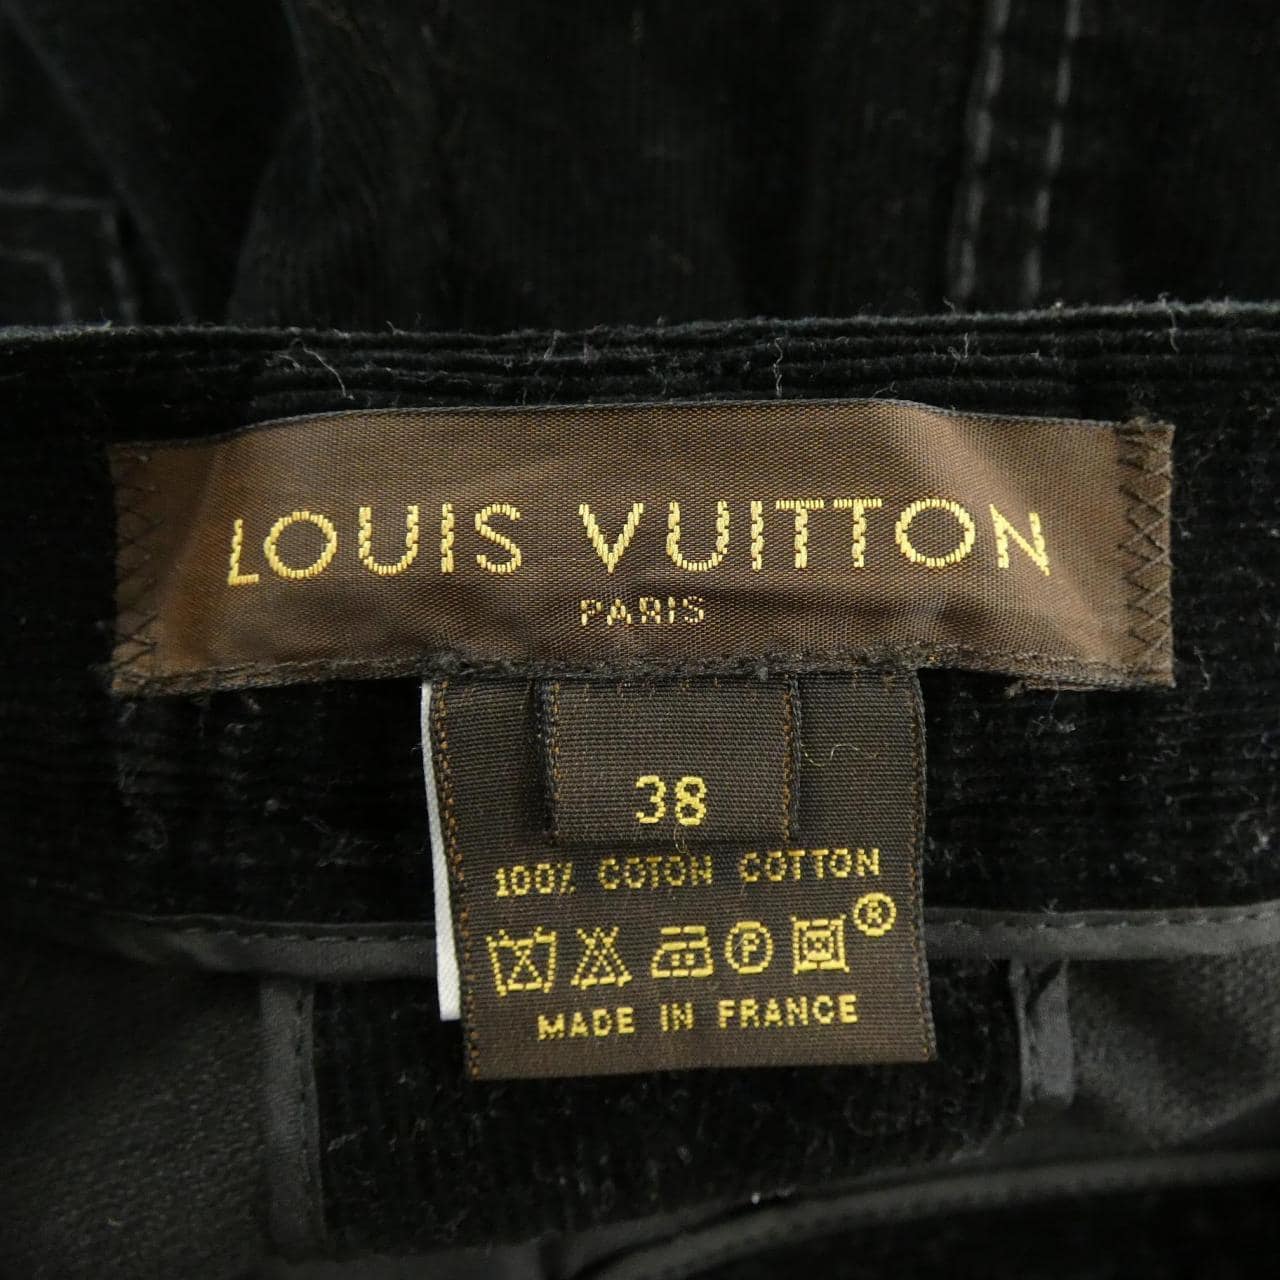 LOUIS VUITTON
PARIS
38
100% COTON COTTON
P ®
MADE IN FRANCE